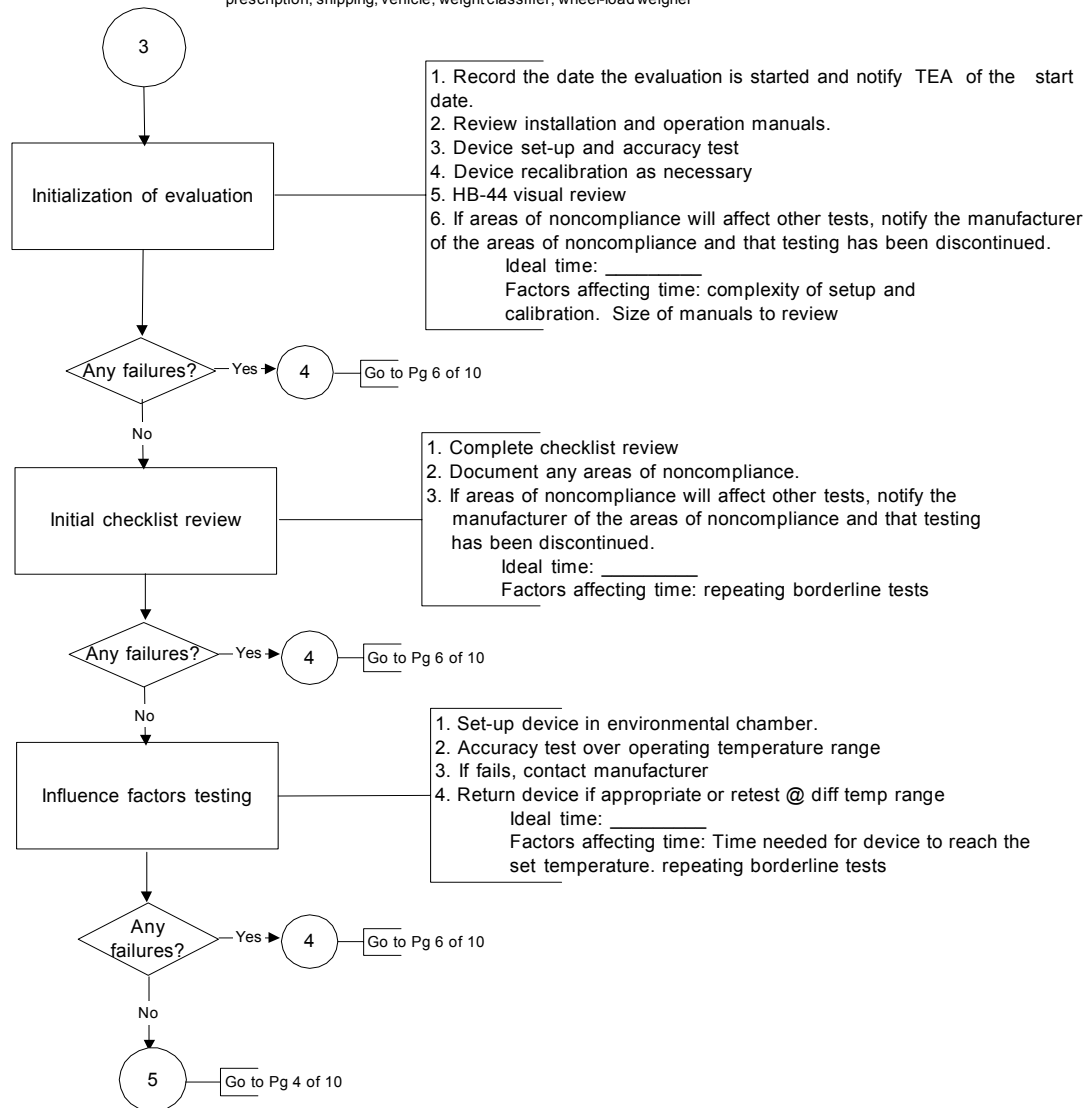 prescription, shipping, vehicle, weight classifier, wheel-load weigher
3
1. Record the date the evaluation is started and notify TEA of the start
date.
2. Review installation and operation manuals.
3. Device set-up and accuracy test
4. Device recalibration as necessary
5. HB-44 visual review
6. If areas of noncompliance will affect other tests, notify the manufacturer
of the areas of noncompliance and that testing has been discontinued.
Ideal time: _________
Factors affecting time: complexity of setup and
calibration. Size of manuals to review
Initialization of evaluation
Any failures?
Yes
4
Go to Pg 6 of 10
No
1. Complete checklist review
2. Document any areas of noncompliance.
3. If areas of noncompliance will affect other tests, notify the
manufacturer of the areas of noncompliance and that testing
has been discontinued.
Ideal time: _________
Factors affecting time: repeating borderline tests
Initial checklist review
Any failures?
Yes
4
Go to Pg 6 of 10
No
1. Set-up device in environmental chamber.
2. Accuracy test over operating temperature range
3. If fails, contact manufacturer
4. Return device if appropriate or retest @ diff temp range
Ideal time: _________
Factors affecting time: Time needed for device to reach the
set temperature. repeating borderline tests
Influence factors testing
Any
failures?
Yes
4
Go to Pg 6 of 10
No
5
Go to Pg 4 of 10